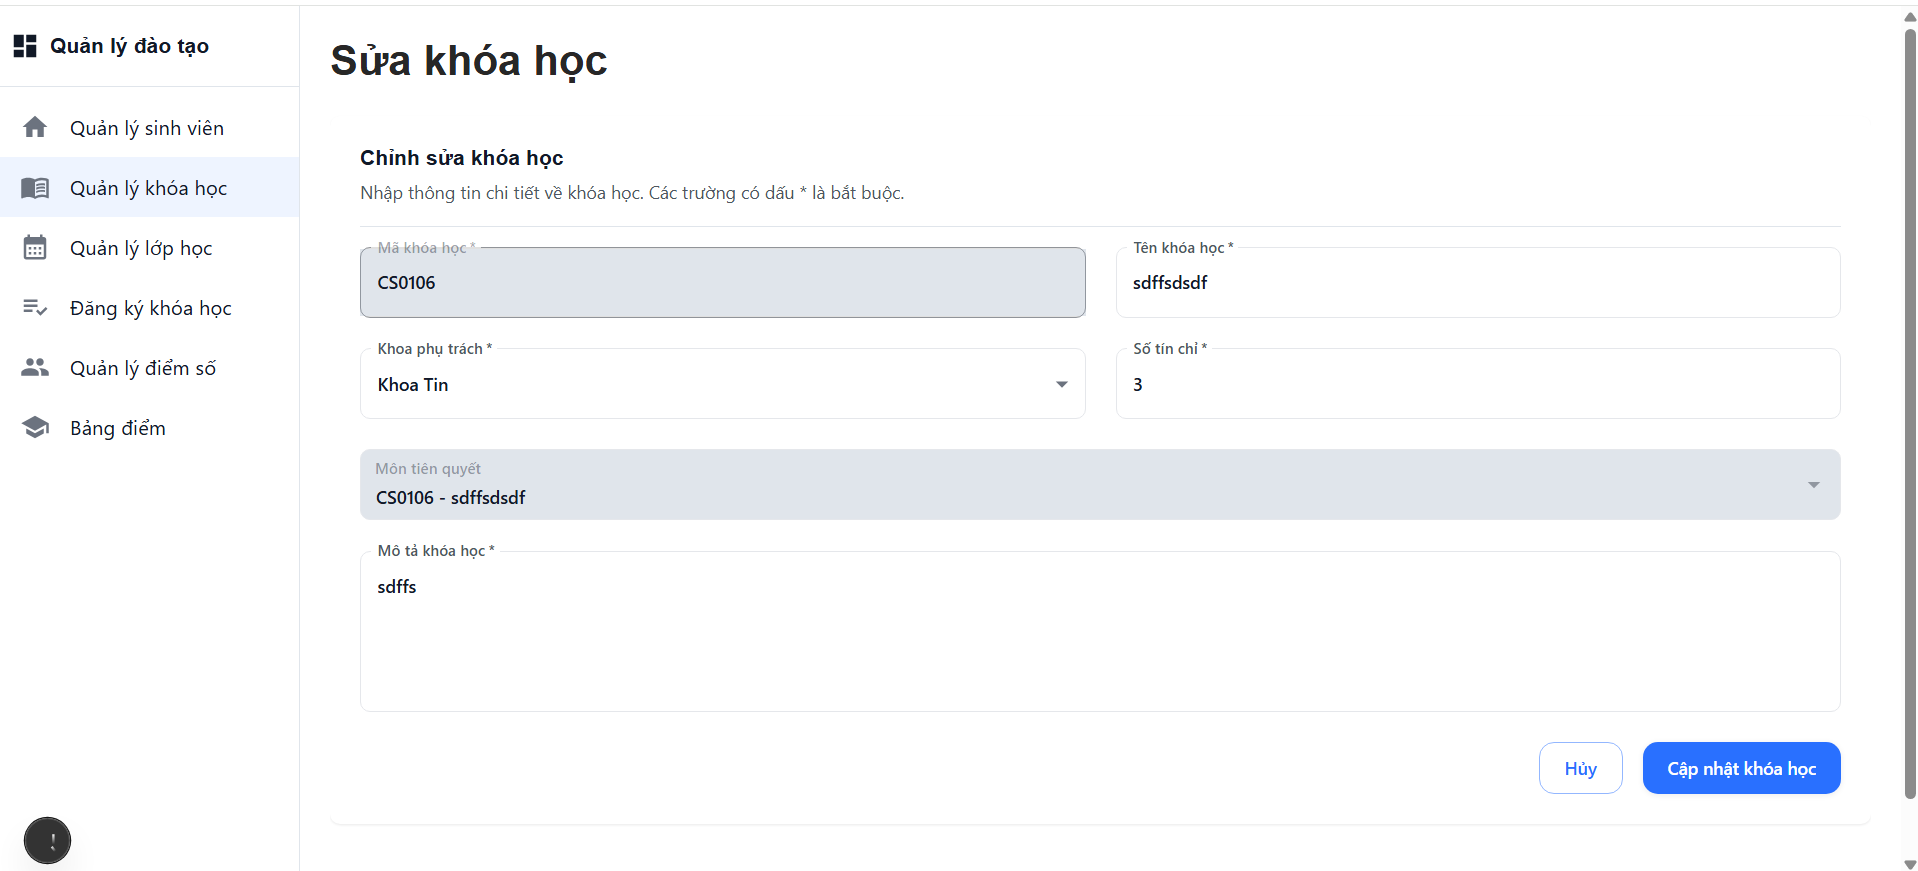 Quản lý đào tạo
Quản lý sinh viên
Quản lý khóa học
Quản lý lớp học
Đăng ký khóa học
Quản lý điểm số
Bảng điểm
Sửa khóa học
Chỉnh sửa khóa học
Nhập thông tin chi tiết về khóa học. Các trường có dấu * là bắt buộc.
Mã khóa học *
CS0106
Tên khóa học *
sdffsdsdf
Khoa phụ trách *
Khoa Tin
Số tín chỉ *
3
Môn tiên quyết
CS0106 - sdffsdsdf
Mô tả khóa học *
sdffs
Hủy
Cập nhật khóa học
!